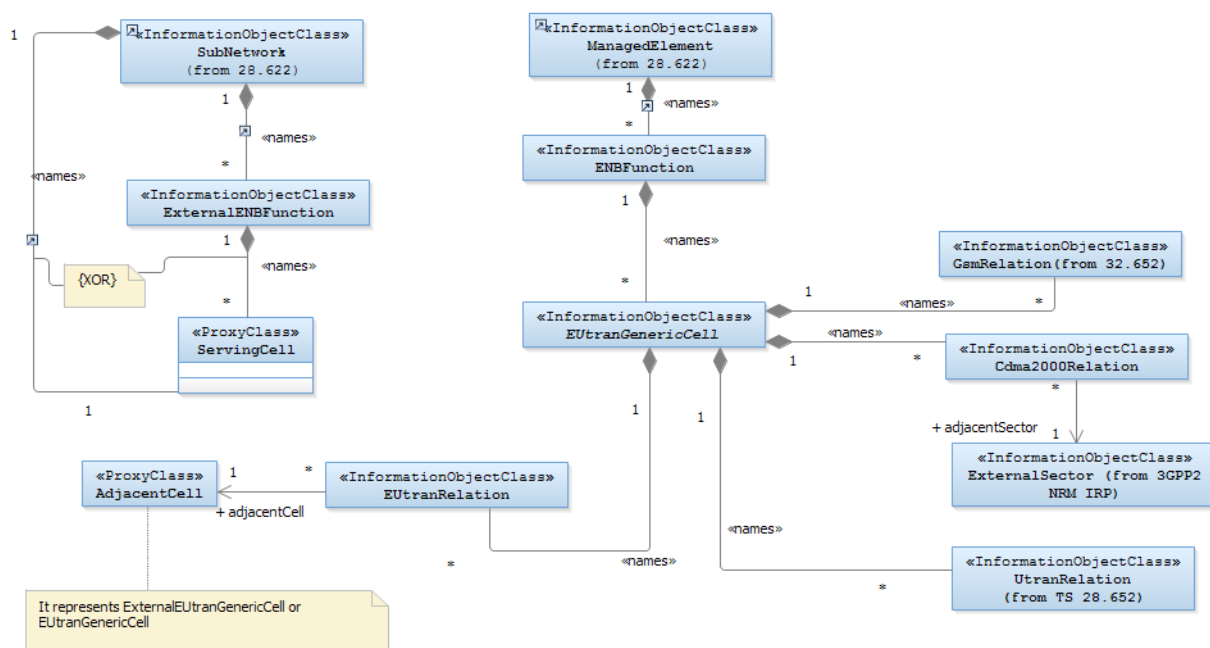 1
«InformationObjectClass»
SubNetwork
(from 28.622)
1
«names»
*
«names»
«InformationObjectClass»
ExternalENBFunction
1
«names»
{XOR}
*
«ProxyClass»
ServingCell
1
«InformationObjectClass»
ManagedElement
(from 28.622)
1
«names»
*
«InformationObjectClass»
ENBFunction
1
«names»
*
«InformationObjectClass»
EUtranGenericCell
1
«names»
*
«InformationObjectClass»
GsmRelation(from 32.652)
1
«names»
*
«InformationObjectClass»
Cdma2000Relation
*
+ adjacentSector
1
«InformationObjectClass»
ExternalSector (from 3GPP2
NRM IRP)
1
1
«ProxyClass»
AdjacentCell
1
*
+ adjacentCell
«InformationObjectClass»
EUtranRelation
*
«names»
«names»
*
«InformationObjectClass»
UtranRelation
(from TS 28.652)
It represents ExternalEUtranGenericCell or
EUtranGenericCell